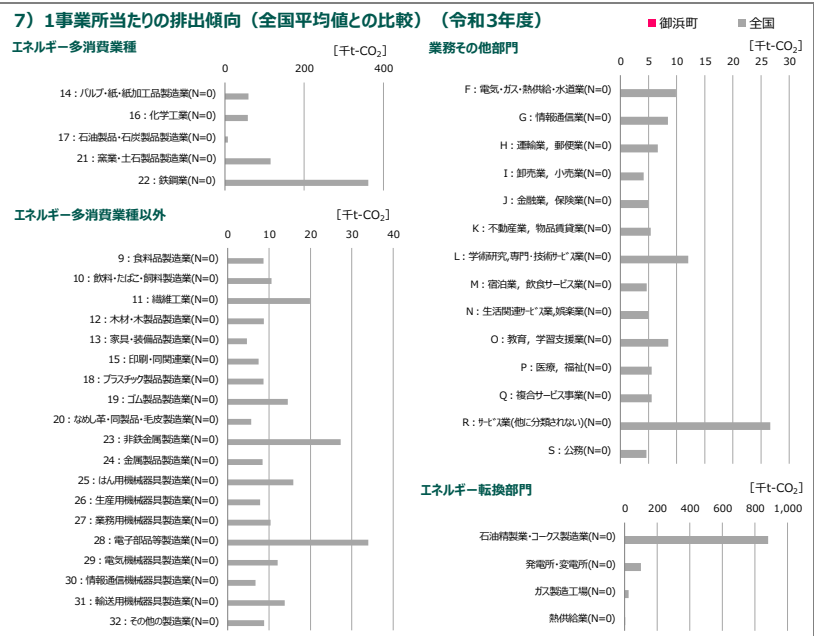 7）1事業所当たりの排出傾向（全国平均値との比較）（令和3年度）
■御浜町 ■全国
エネルギー多消費業種
[千t-CO₂]
0 200 400
14：パルプ・紙・紙加工品製造業(N=0)
16：化学工業(N=0)
17：石油製品・石炭製品製造業(N=0)
21：窯業・土石製品製造業(N=0)
22：鉄鋼業(N=0)
エネルギー多消費業種以外
[千t-CO₂]
0 10 20 30 40
9：食料品製造業(N=0)
10：飲料・たばこ・飼料製造業(N=0)
11：繊維工業(N=0)
12：木材・木製品製造業(N=0)
13：家具・装備品製造業(N=0)
15：印刷・同関連業(N=0)
18：プラスチック製品製造業(N=0)
19：ゴム製品製造業(N=0)
20：なめし革・同製品・毛皮製造業(N=0)
23：非鉄金属製造業(N=0)
24：金属製品製造業(N=0)
25：はん用機械器具製造業(N=0)
26：生産用機械器具製造業(N=0)
27：業務用機械器具製造業(N=0)
28：電子部品等製造業(N=0)
29：電気機械器具製造業(N=0)
30：情報通信機械器具製造業(N=0)
31：輸送用機械器具製造業(N=0)
32：その他の製造業(N=0)
業務その他部門
[千t-CO₂]
0 5 10 15 20 25 30
F：電気・ガス・熱供給・水道業(N=0)
G：情報通信業(N=0)
H：運輸業，郵便業(N=0)
I：卸売業，小売業(N=0)
J：金融業，保険業(N=0)
K：不動産業，物品賃貸業(N=0)
L：学術研究,専門・技術ｻｰﾋﾞｽ業(N=0)
M：宿泊業，飲食サービス業(N=0)
N：生活関連ｻｰﾋﾞｽ業,娯楽業(N=0)
O：教育，学習支援業(N=0)
P：医療，福祉(N=0)
Q：複合サービス事業(N=0)
R：ｻｰﾋﾞｽ業(他に分類されない)(N=0)
S：公務(N=0)
エネルギー転換部門
[千t-CO₂]
0 200 400 600 800 1,000
石油精製業・コークス製造業(N=0)
発電所・変電所(N=0)
ガス製造工場(N=0)
熱供給業(N=0)